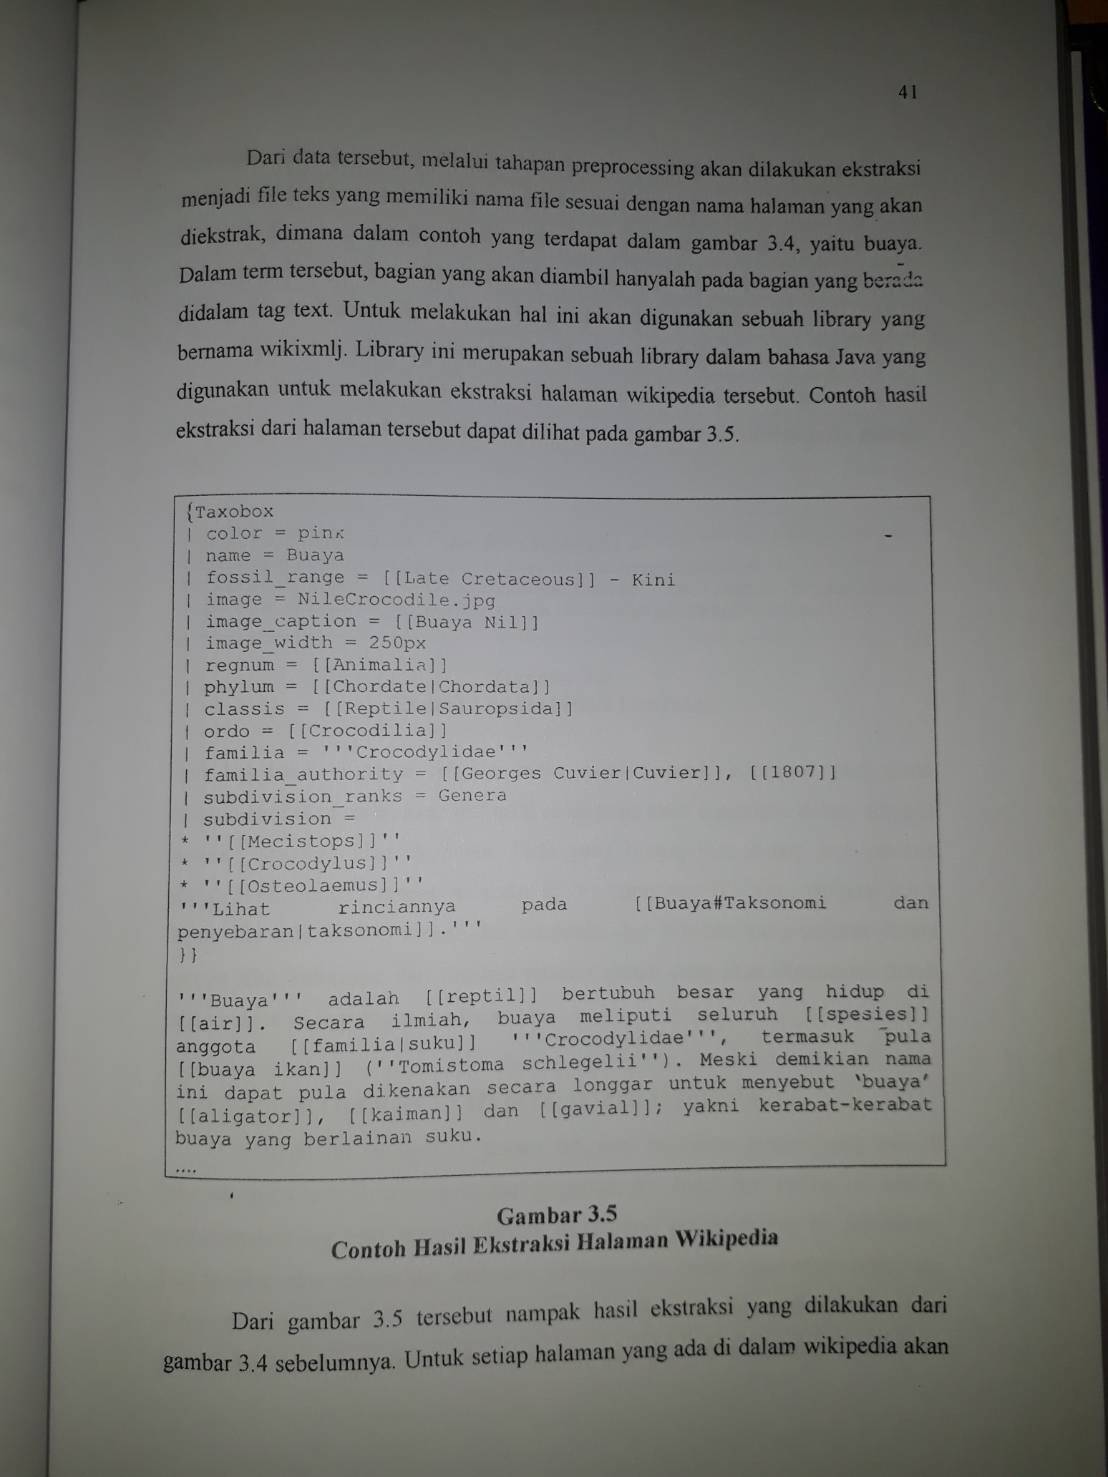 41
Dari data tersebut, melalui tahapan preprocessing akan dilakukan ekstraksi
menjadi file teks yang memiliki nama file sesuai dengan nama halaman yang akan
diekstrak, dimana dalam contoh yang terdapat dalam gambar 3.4, yaitu buaya.
Dalam term tersebut, bagian yang akan diambil hanyalah pada bagian yang berada
didalam tag text. Untuk melakukan hal ini akan digunakan sebuah library yang
bernama wikixmlj. Library ini merupakan sebuah library dalam bahasa Java yang
digunakan untuk melakukan ekstraksi halaman wikipedia tersebut. Contoh hasil
ekstraksi dari halaman tersebut dapat dilihat pada gambar 3.5.
{Taxobox
| color = pink
| name = Buaya
| fossil_range = [[Late Cretaceous]] - Kini
| image = NileCrocodile.jpg
| image_caption = [[Buaya Nil]]
| image_width = 250px
| regnum = [[Animalia]]
| phylum = [[Chordate|Chordata]]
| classis = [[Reptile|Sauropsida]]
| ordo = [[Crocodilia]]
| familia = '''Crocodylidae'''
| familia_authority = [[Georges Cuvier|Cuvier]], [[1807]]
| subdivision_ranks = Genera
| subdivision =
* ''[[Mecistops]]''
* ''[[Crocodylus]]''
* ''[[Osteolaemus]]''
'''Lihat rinciannya pada [[Buaya#Taksonomi dan
penyebaran|taksonomi]].'''
}}
'''Buaya''' adalah [[reptil]] bertubuh besar yang hidup di
[[air]]. Secara ilmiah, buaya meliputi seluruh [[spesies]]
anggota [[familia|suku]] '''Crocodylidae''', termasuk pula
[[buaya ikan]] (''Tomistoma schlegelii''). Meski demikian nama
ini dapat pula dikenakan secara longgar untuk menyebut ‘buaya’
[[aligator]], [[kaiman]] dan [[gavial]]; yakni kerabat-kerabat
buaya yang berlainan suku.
....
Gambar 3.5
Contoh Hasil Ekstraksi Halaman Wikipedia
Dari gambar 3.5 tersebut nampak hasil ekstraksi yang dilakukan dari
gambar 3.4 sebelumnya. Untuk setiap halaman yang ada di dalam wikipedia akan